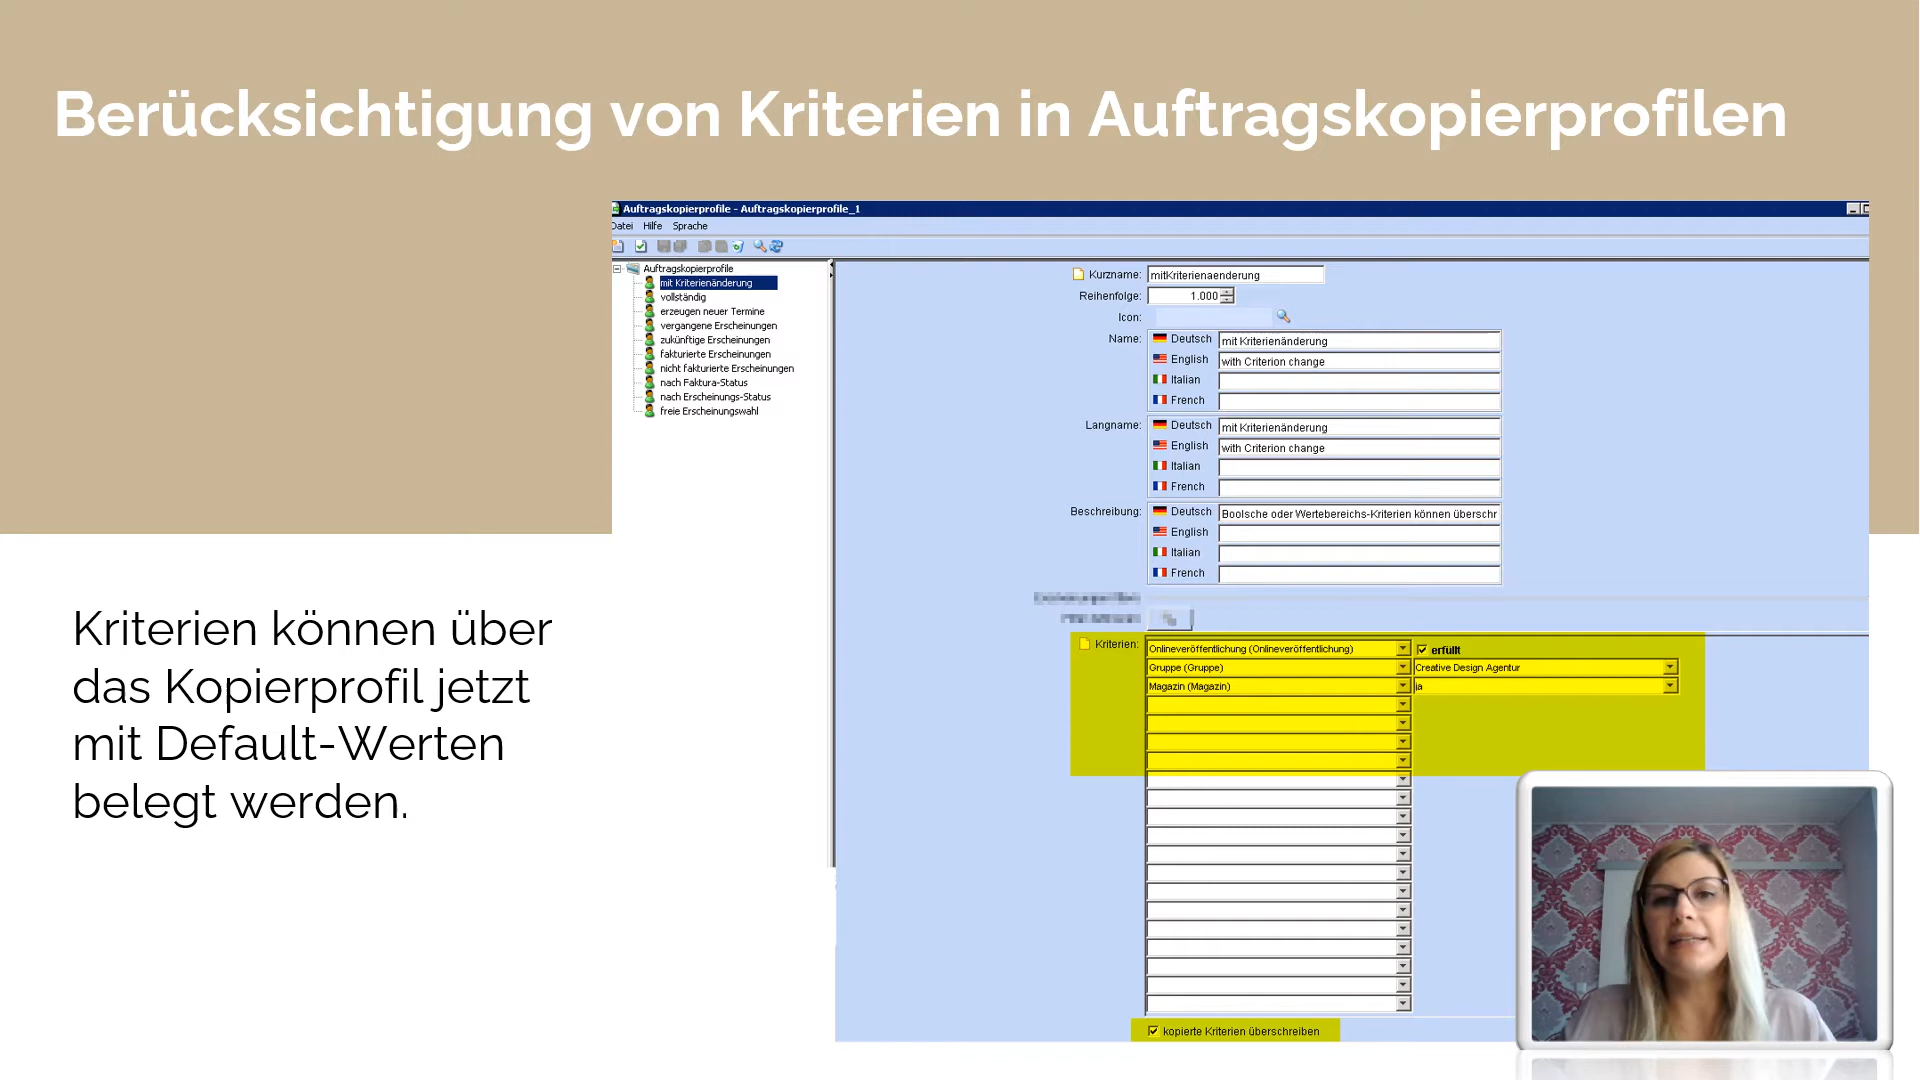 Berücksichtigung von Kriterien in Auftragskopierprofilen
Auftragskopierprofile - Auftragskopierprofile_1
Datei Hilfe Sprache
Auftragskopierprofile
mit Kriterienänderung
vollständig
erzeugen neuer Termine
vergangene Erscheinungen
zukünftige Erscheinungen
fakturierte Erscheinungen
nicht fakturierte Erscheinungen
nach Faktura-Status
nach Erscheinungs-Status
freie Erscheinungswahl
Kurzname: mitKriterienaenderung
Reihenfolge: 1.000
Icon:
Name: Deutsch mit Kriterienänderung
English with Criterion change
Italian
French
Langname: Deutsch mit Kriterienänderung
English with Criterion change
Italian
French
Beschreibung: Deutsch Boolsche oder Wertebereichs-Kriterien können überschr
English
Italian
French
Kriterien: Onlineveröffentlichung (Onlineveröffentlichung) erfüllt
Gruppe (Gruppe) Creative Design Agentur
Magazin (Magazin) ja
kopierte Kriterien überschreiben
Kriterien können über
das Kopierprofil jetzt
mit Default-Werten
belegt werden.